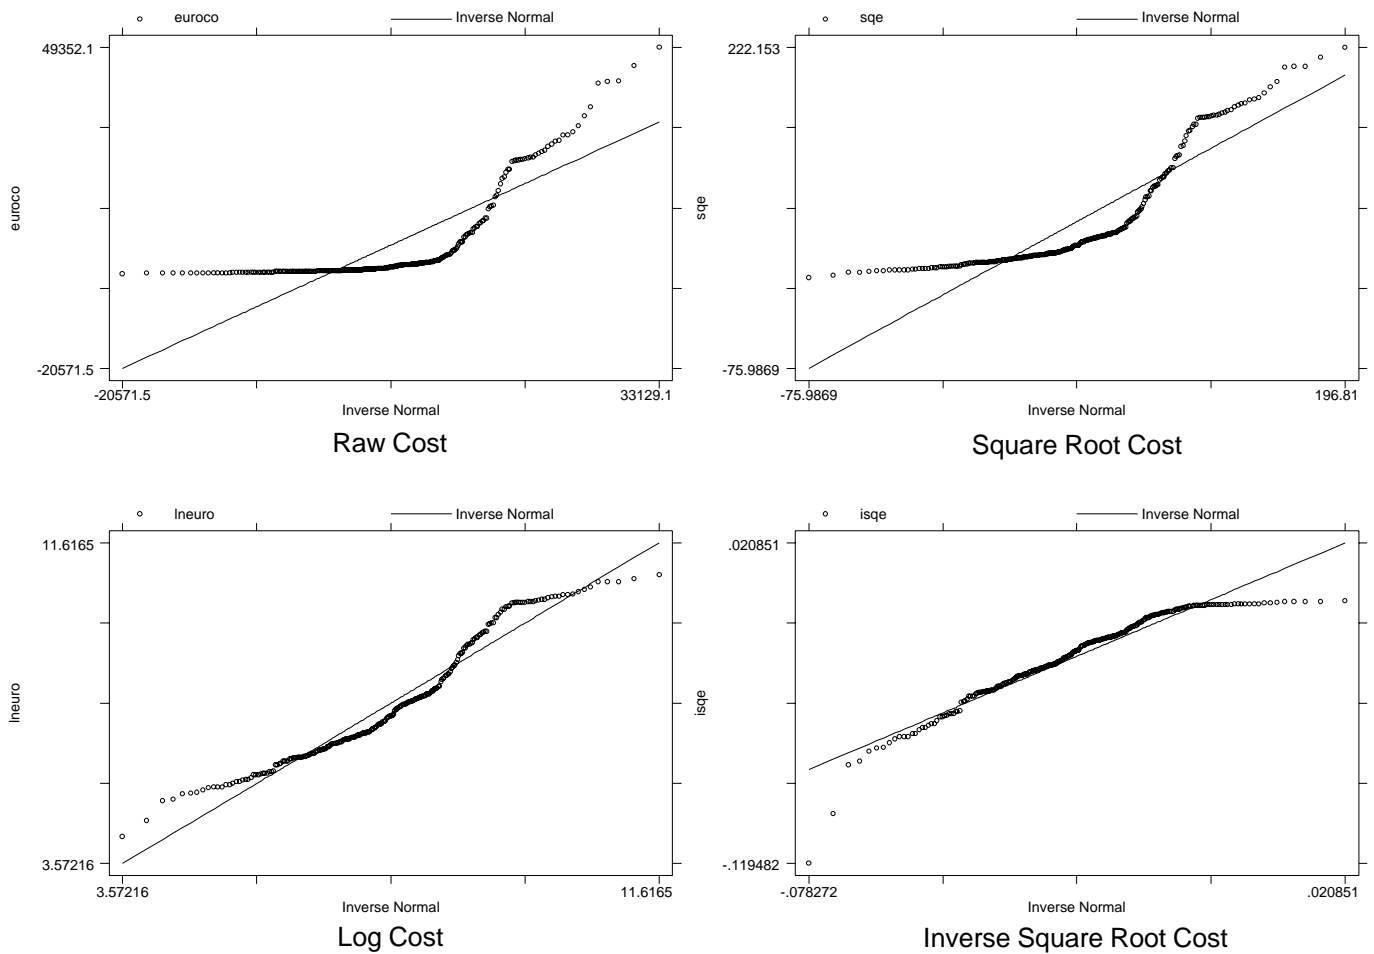 euroco Inverse Normal
49352.1
euroco
-20571.5
-20571.5 33129.1
Inverse Normal
Raw Cost
sqe Inverse Normal
222.153
sqe
-75.9869
-75.9869 196.81
Inverse Normal
Square Root Cost
lneuro Inverse Normal
11.6165
lneuro
3.57216
3.57216 11.6165
Inverse Normal
Log Cost
isqe Inverse Normal
.020851
isqe
-.119482
-.078272 .020851
Inverse Normal
Inverse Square Root Cost